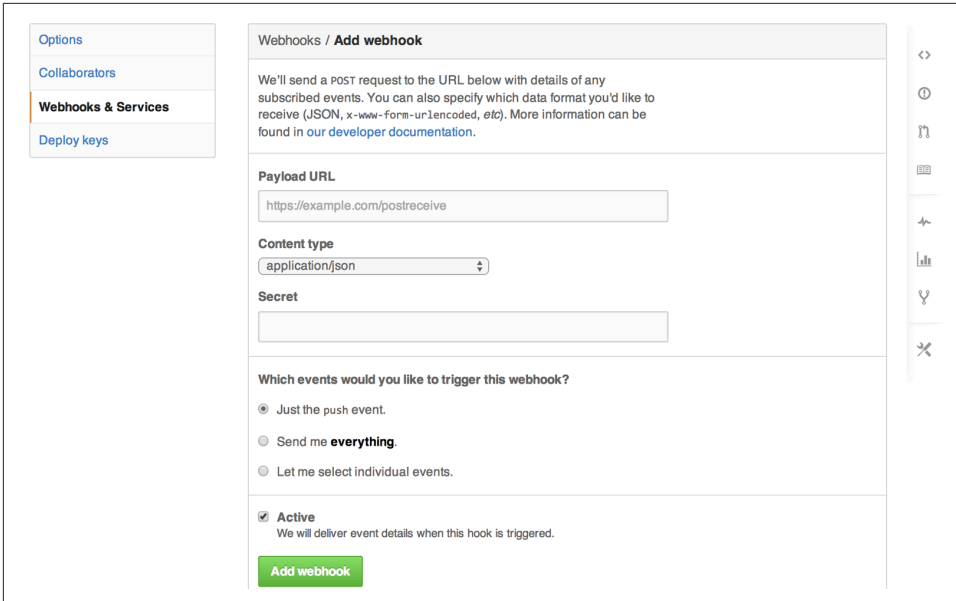 Options
Collaborators
Webhooks & Services
Deploy keys
Webhooks / Add webhook
We'll send a POST request to the URL below with details of any
subscribed events. You can also specify which data format you'd like to
receive (JSON, x-www-form-urlencoded, etc). More information can be
found in our developer documentation.
Payload URL
https://example.com/postreceive
Content type
application/json
Secret
Which events would you like to trigger this webhook?
Just the push event.
Send me everything.
Let me select individual events.
Active
We will deliver event details when this hook is triggered.
Add webhook